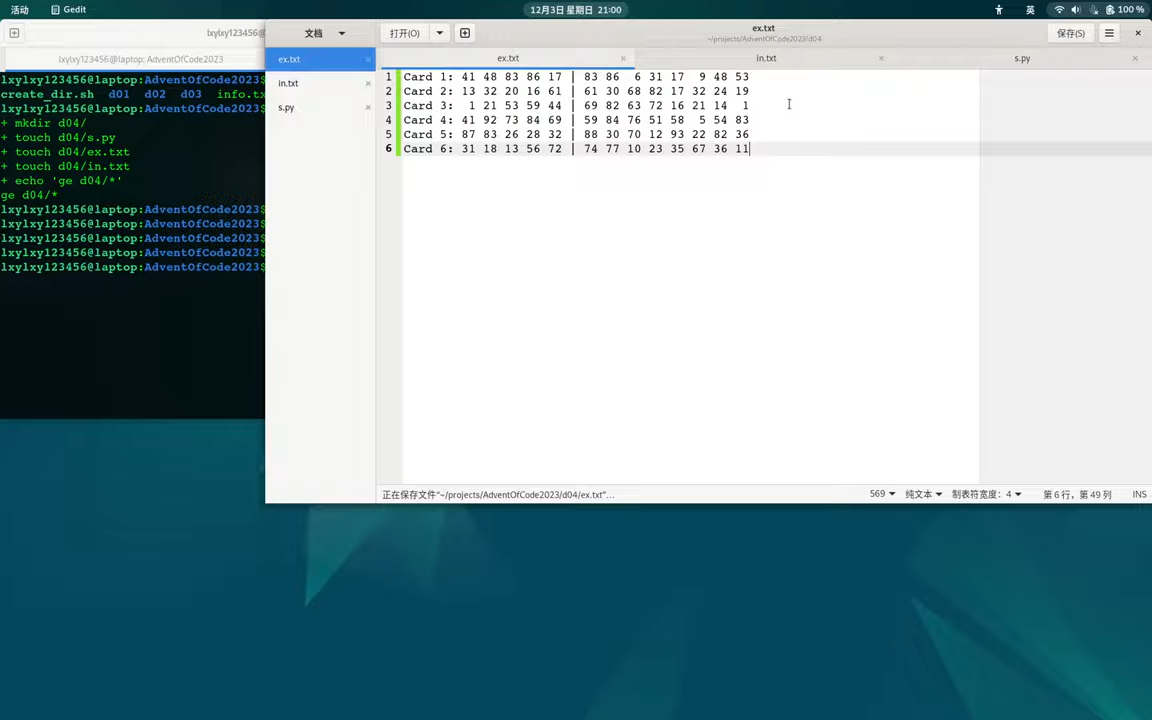 活动 Gedit 12月3日 星期日 21:00 英 100 %
lxylxy123456@
lxylxy123456@laptop: AdventOfCode2023
lxylxy123456@laptop:AdventOfCode2023$
create_dir.sh d01 d02 d03 info.tx
lxylxy123456@laptop:AdventOfCode2023$
+ mkdir d04/
+ touch d04/s.py
+ touch d04/ex.txt
+ touch d04/in.txt
+ echo 'ge d04/*'
ge d04/*
lxylxy123456@laptop:AdventOfCode2023$
lxylxy123456@laptop:AdventOfCode2023$
lxylxy123456@laptop:AdventOfCode2023$
lxylxy123456@laptop:AdventOfCode2023$
lxylxy123456@laptop:AdventOfCode2023$
文档 打开(O) ex.txt 保存(S)
~/projects/AdventOfCode2023/d04
ex.txt
in.txt
s.py
ex.txt in.txt s.py
1 Card 1: 41 48 83 86 17 | 83 86  6 31 17  9 48 53
2 Card 2: 13 32 20 16 61 | 61 30 68 82 17 32 24 19
3 Card 3:  1 21 53 59 44 | 69 82 63 72 16 21 14  1
4 Card 4: 41 92 73 84 69 | 59 84 76 51 58  5 54 83
5 Card 5: 87 83 26 28 32 | 88 30 70 12 93 22 82 36
6 Card 6: 31 18 13 56 72 | 74 77 10 23 35 67 36 11
正在保存文件“~/projects/AdventOfCode2023/d04/ex.txt”… 569 纯文本 制表符宽度: 4 第 6 行，第 49 列 INS